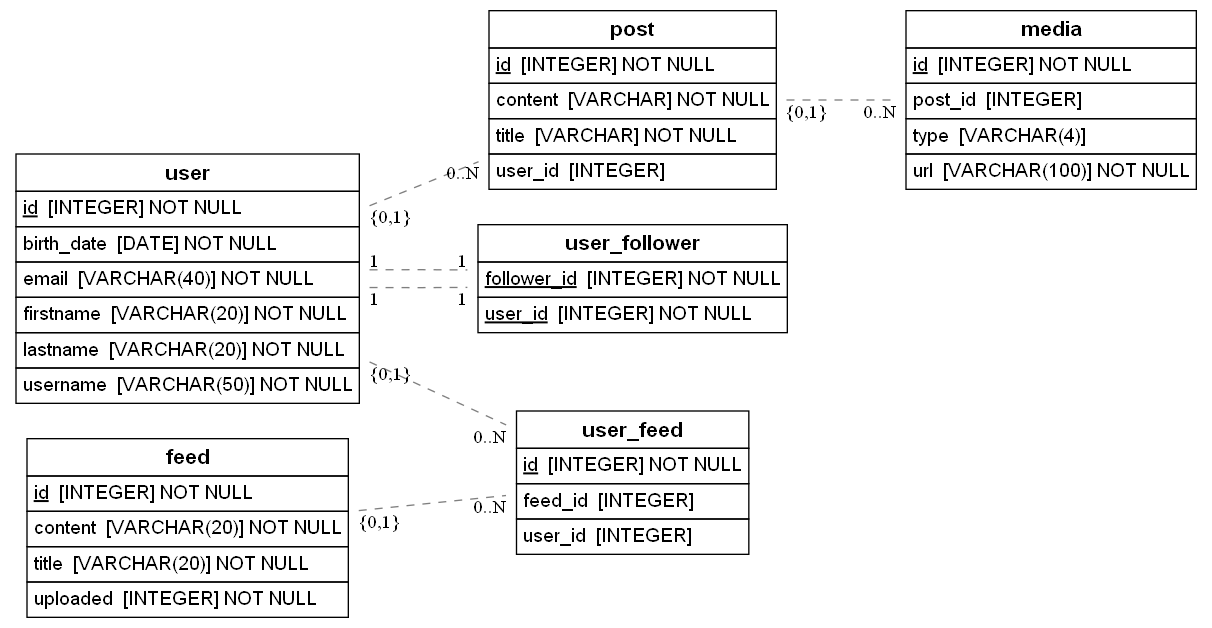 post
id [INTEGER] NOT NULL
content [VARCHAR] NOT NULL
title [VARCHAR] NOT NULL
user_id [INTEGER]
media
id [INTEGER] NOT NULL
post_id [INTEGER]
type [VARCHAR(4)]
url [VARCHAR(100)] NOT NULL
{0,1}
0..N
user
id [INTEGER] NOT NULL
birth_date [DATE] NOT NULL
email [VARCHAR(40)] NOT NULL
firstname [VARCHAR(20)] NOT NULL
lastname [VARCHAR(20)] NOT NULL
username [VARCHAR(50)] NOT NULL
0..N
{0,1}
user_follower
follower_id [INTEGER] NOT NULL
user_id [INTEGER] NOT NULL
1
1
1
1
{0,1}
0..N
user_feed
id [INTEGER] NOT NULL
feed_id [INTEGER]
user_id [INTEGER]
feed
id [INTEGER] NOT NULL
content [VARCHAR(20)] NOT NULL
title [VARCHAR(20)] NOT NULL
uploaded [INTEGER] NOT NULL
{0,1}
0..N